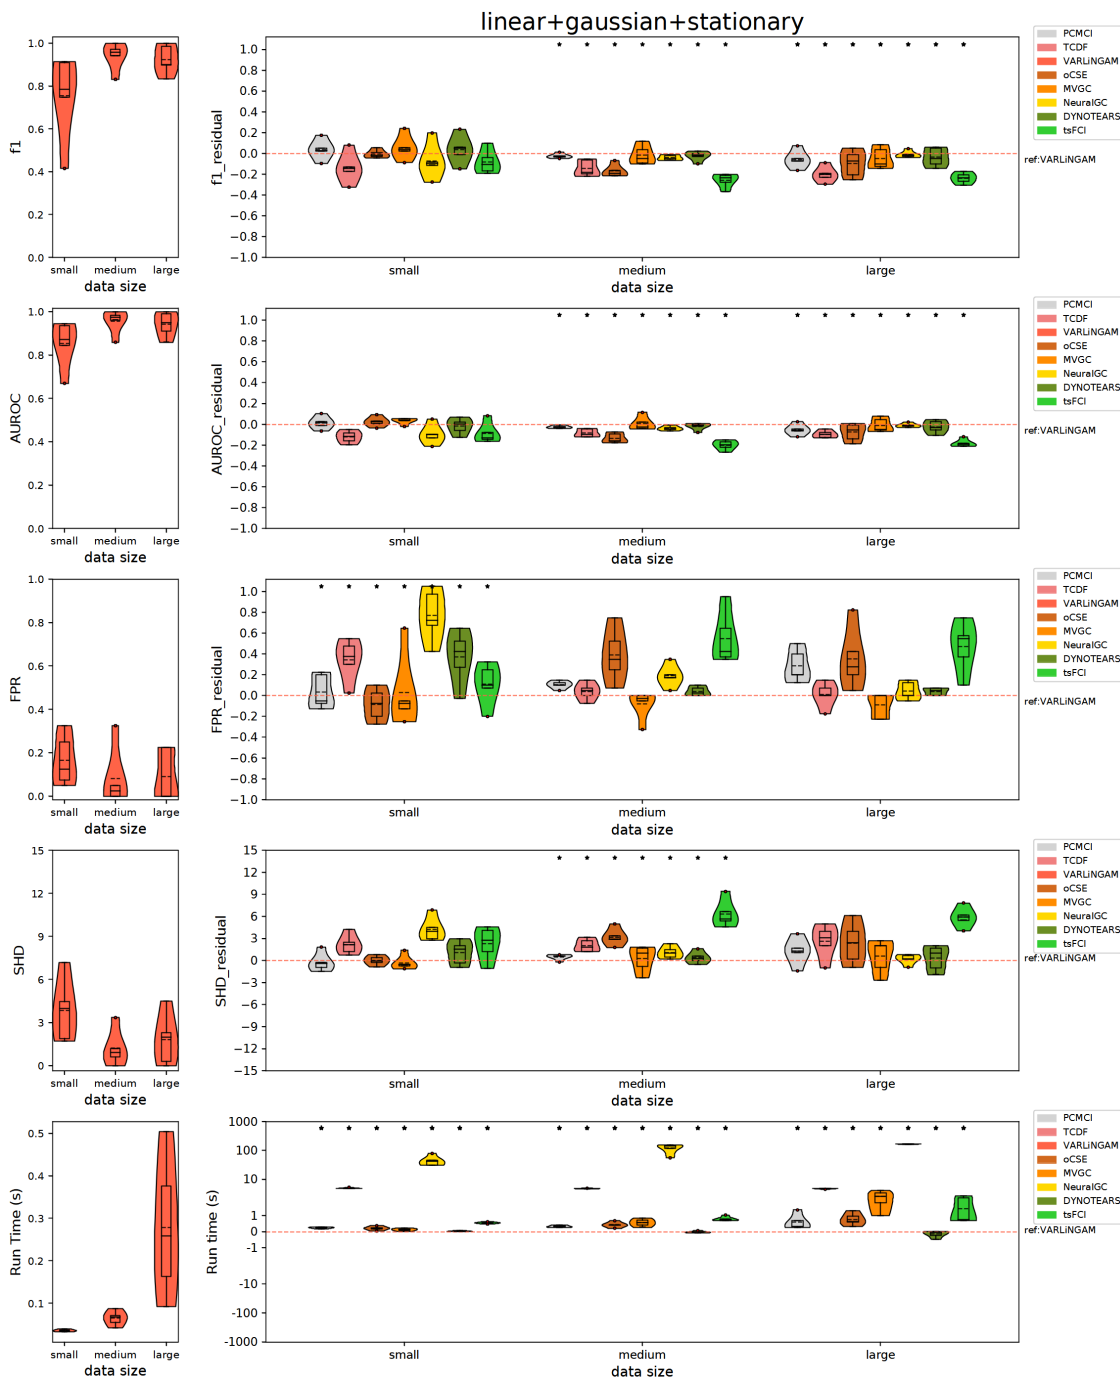 linear+gaussian+stationary
1.0
0.8
0.6
0.4
0.2
0.0
f1
small medium large
data size
1.0
0.8
0.6
0.4
0.2
0.0
−0.2
−0.4
−0.6
−0.8
−1.0
f1_residual
small medium large
data size
PCMCI
TCDF
VARLiNGAM
oCSE
MVGC
NeuralGC
DYNOTEARS
tsFCI
ref:VARLiNGAM
1.0
0.8
0.6
0.4
0.2
0.0
AUROC
small medium large
data size
1.0
0.8
0.6
0.4
0.2
0.0
−0.2
−0.4
−0.6
−0.8
−1.0
AUROC_residual
small medium large
data size
PCMCI
TCDF
VARLiNGAM
oCSE
MVGC
NeuralGC
DYNOTEARS
tsFCI
ref:VARLiNGAM
1.0
0.8
0.6
0.4
0.2
0.0
FPR
small medium large
data size
1.0
0.8
0.6
0.4
0.2
0.0
−0.2
−0.4
−0.6
−0.8
−1.0
FPR_residual
small medium large
data size
PCMCI
TCDF
VARLiNGAM
oCSE
MVGC
NeuralGC
DYNOTEARS
tsFCI
ref:VARLiNGAM
15
12
9
6
3
0
SHD
small medium large
data size
15
12
9
6
3
0
−3
−6
−9
−12
−15
SHD_residual
small medium large
data size
PCMCI
TCDF
VARLiNGAM
oCSE
MVGC
NeuralGC
DYNOTEARS
tsFCI
ref:VARLiNGAM
0.5
0.4
0.3
0.2
0.1
Run Time (s)
small medium large
data size
1000
100
10
1
0
-1
-10
-100
-1000
Run time (s)
small medium large
data size
PCMCI
TCDF
VARLiNGAM
oCSE
MVGC
NeuralGC
DYNOTEARS
tsFCI
ref:VARLiNGAM